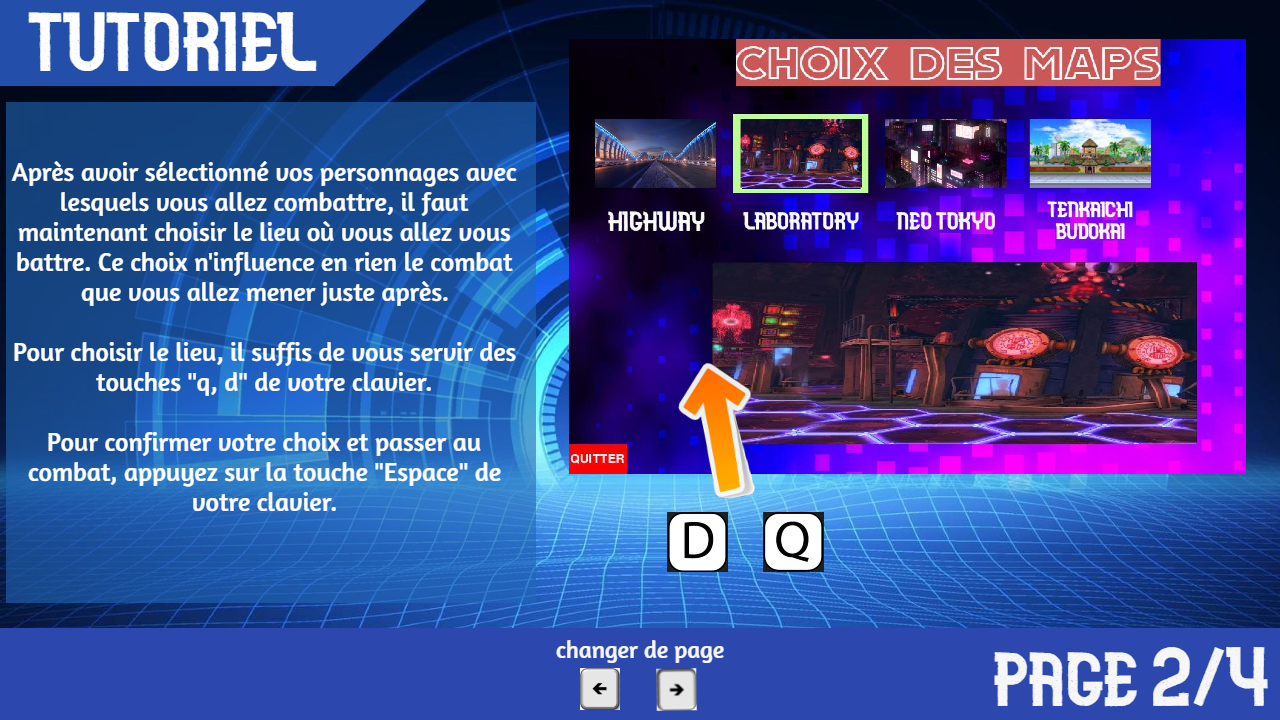 TUTORIEL
Après avoir sélectionné vos personnages avec
lesquels vous allez combattre, il faut
maintenant choisir le lieu où vous allez vous
battre. Ce choix n'influence en rien le combat
que vous allez mener juste après.
Pour choisir le lieu, il suffis de vous servir des
touches "q, d" de votre clavier.
Pour confirmer votre choix et passer au
combat, appuyez sur la touche "Espace" de
votre clavier.
CHOIX DES MAPS
HIGHWAY
LABORATORY
NEO TOKYO
TENKAICHI
BUDOKAI
QUITTER
D Q
changer de page
PAGE 2/4